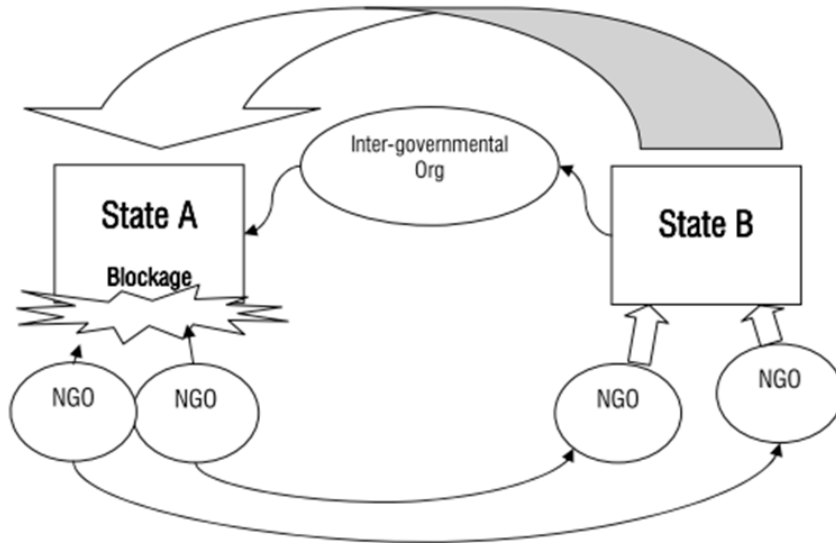 Inter-governmental
Org
State A
State B
Blockage
NGO
NGO
NGO
NGO